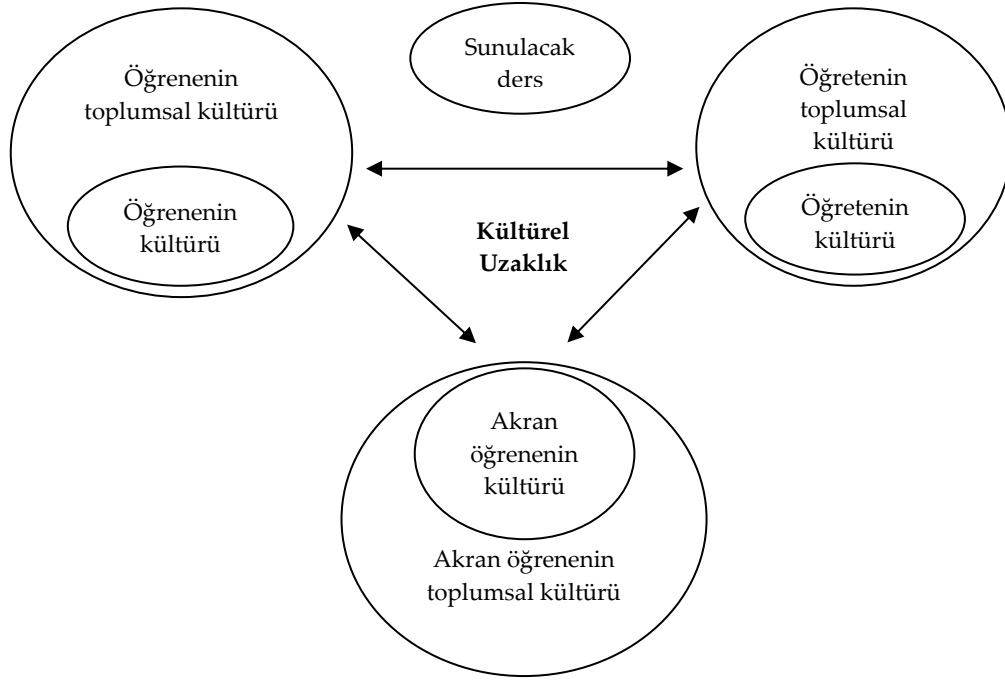 Sunulacak
ders
Öğrenenin
toplumsal kültürü
Öğrenenin
kültürü
Öğretenin
toplumsal
kültürü
Öğretenin
kültürü
Kültürel
Uzaklık
Akran
öğrenenin
kültürü
Akran öğrenenin
toplumsal kültürü